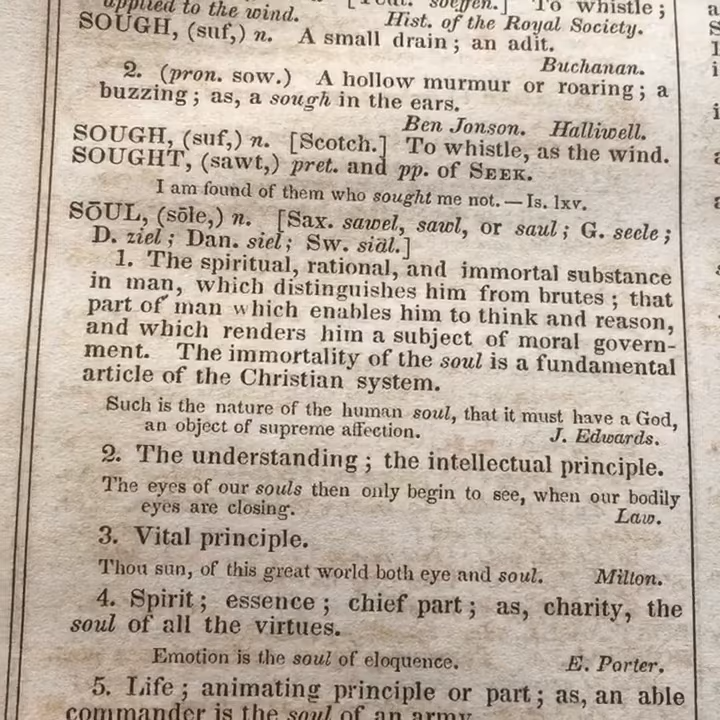 applied to the wind. [ soeffen.] To whistle;
Hist. of the Royal Society.
SOUGH, (suf,) n. A small drain; an adit.
Buchanan.
2. (pron. sow.) A hollow murmur or roaring; a
buzzing; as, a sough in the ears.
Ben Jonson. Halliwell.
SOUGH, (suf,) n. [Scotch.] To whistle, as the wind.
SOUGHT, (sawt,) pret. and pp. of SEEK.
I am found of them who sought me not. — Is. lxv.
SŌUL, (sōle,) n. [Sax. sawel, sawl, or saul; G. seele;
D. ziel; Dan. siel; Sw. siäl.]
1. The spiritual, rational, and immortal substance
in man, which distinguishes him from brutes; that
part of man which enables him to think and reason,
and which renders him a subject of moral govern-
ment. The immortality of the soul is a fundamental
article of the Christian system.
Such is the nature of the human soul, that it must have a God,
an object of supreme affection. J. Edwards.
2. The understanding; the intellectual principle.
The eyes of our souls then only begin to see, when our bodily
eyes are closing. Law.
3. Vital principle.
Thou sun, of this great world both eye and soul. Milton.
4. Spirit; essence; chief part; as, charity, the
soul of all the virtues.
Emotion is the soul of eloquence. E. Porter.
5. Life; animating principle or part; as, an able
commander is the soul of an army.